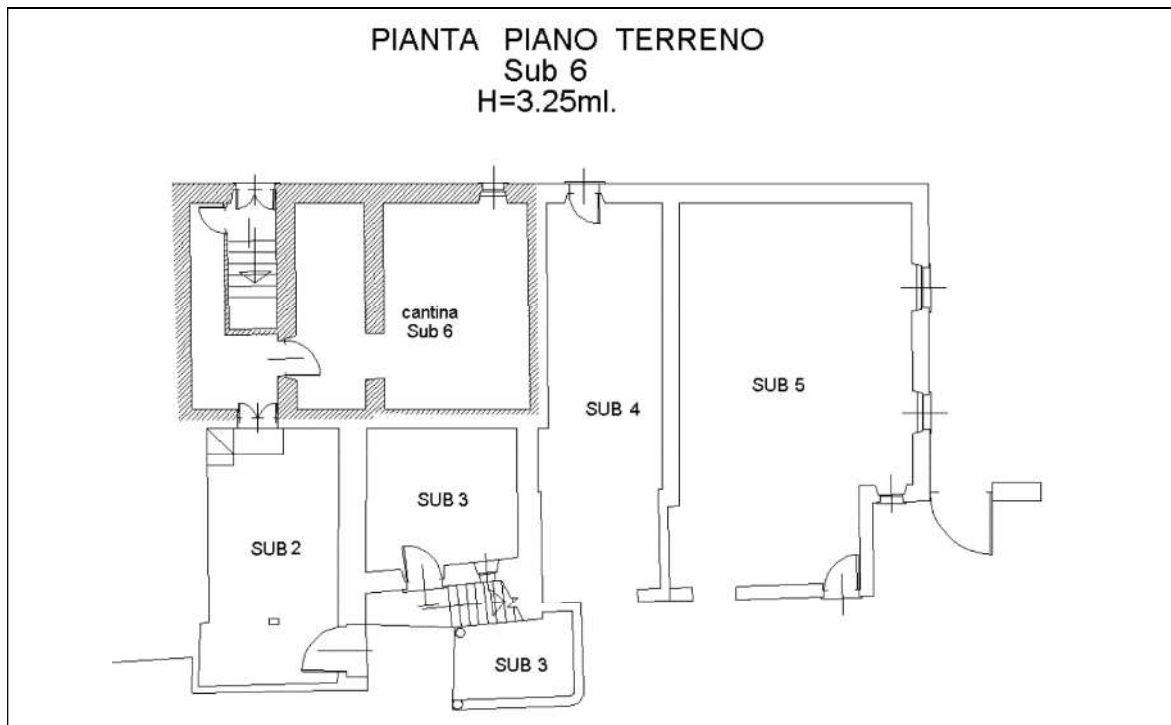 PIANTA PIANO TERRENO
Sub 6
H=3.25ml.
cantina
Sub 6
SUB 5
SUB 4
SUB 3
SUB 2
SUB 3